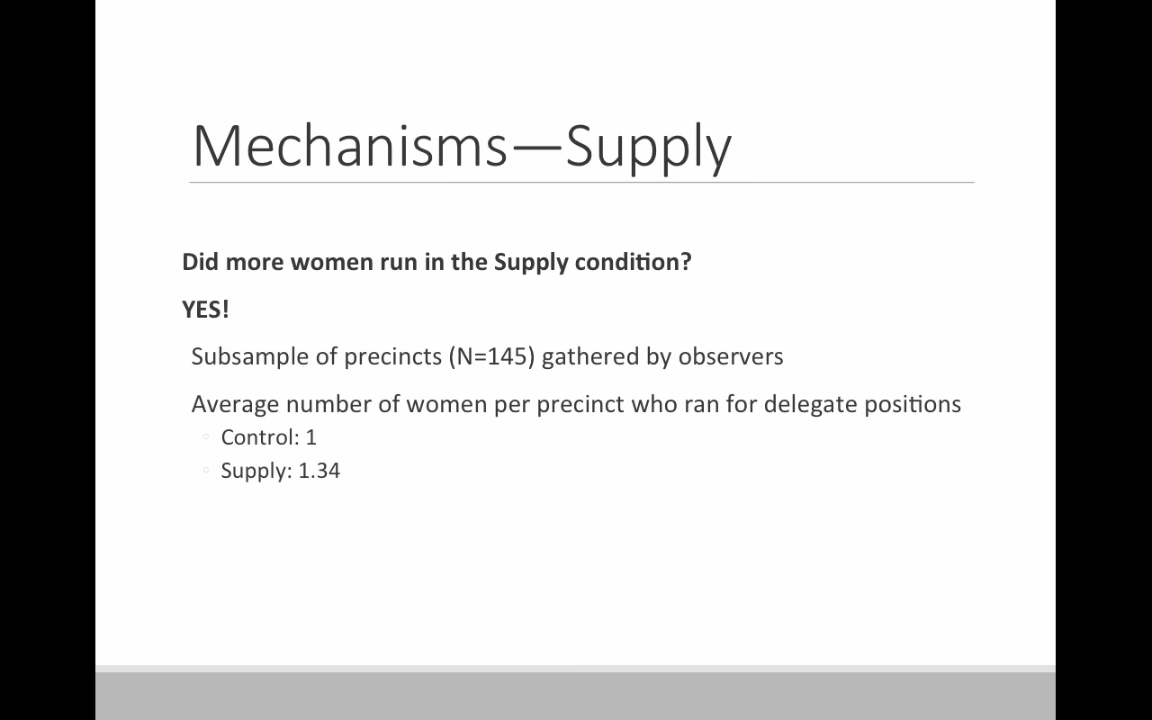 Mechanisms—Supply
Did more women run in the Supply condition?
YES!
Subsample of precincts (N=145) gathered by observers
Average number of women per precinct who ran for delegate positions
◦ Control: 1
◦ Supply: 1.34